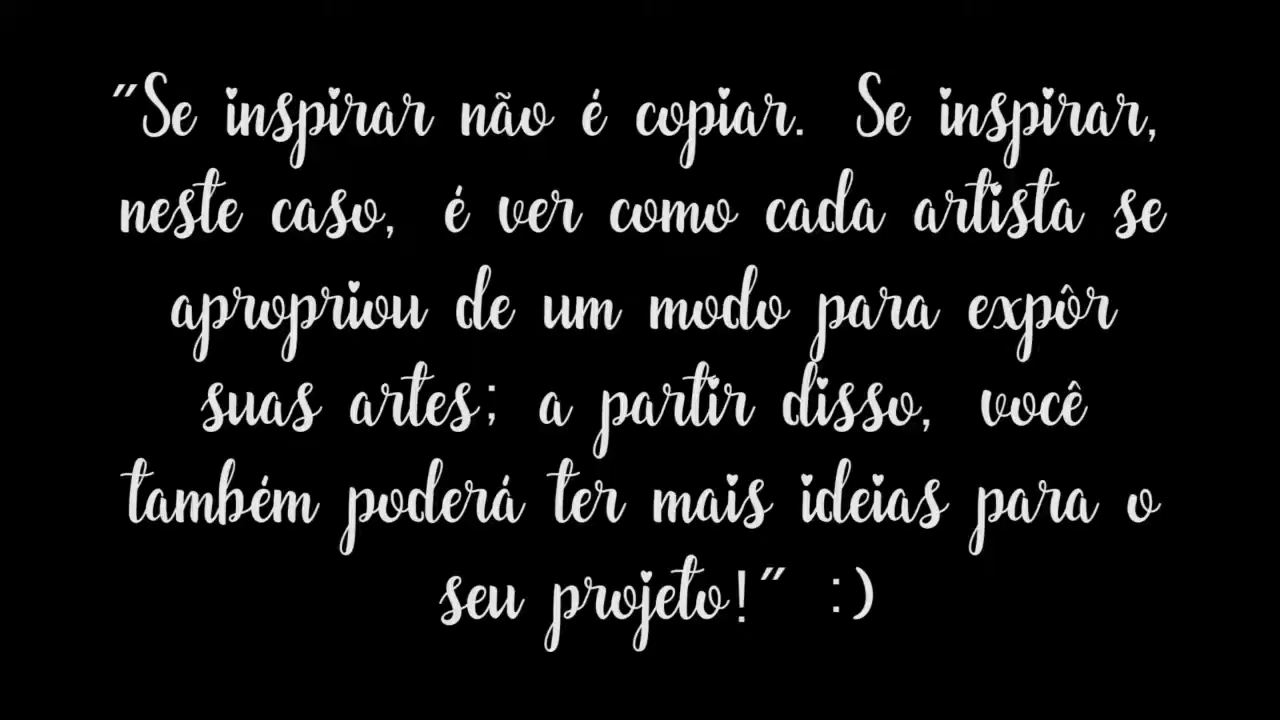 "Se inspirar não é copiar. Se inspirar,
neste caso, é ver como cada artista se
apropriou de um modo para expôr
suas artes; a partir disso, você
também poderá ter mais ideias para o
seu projeto!" :)